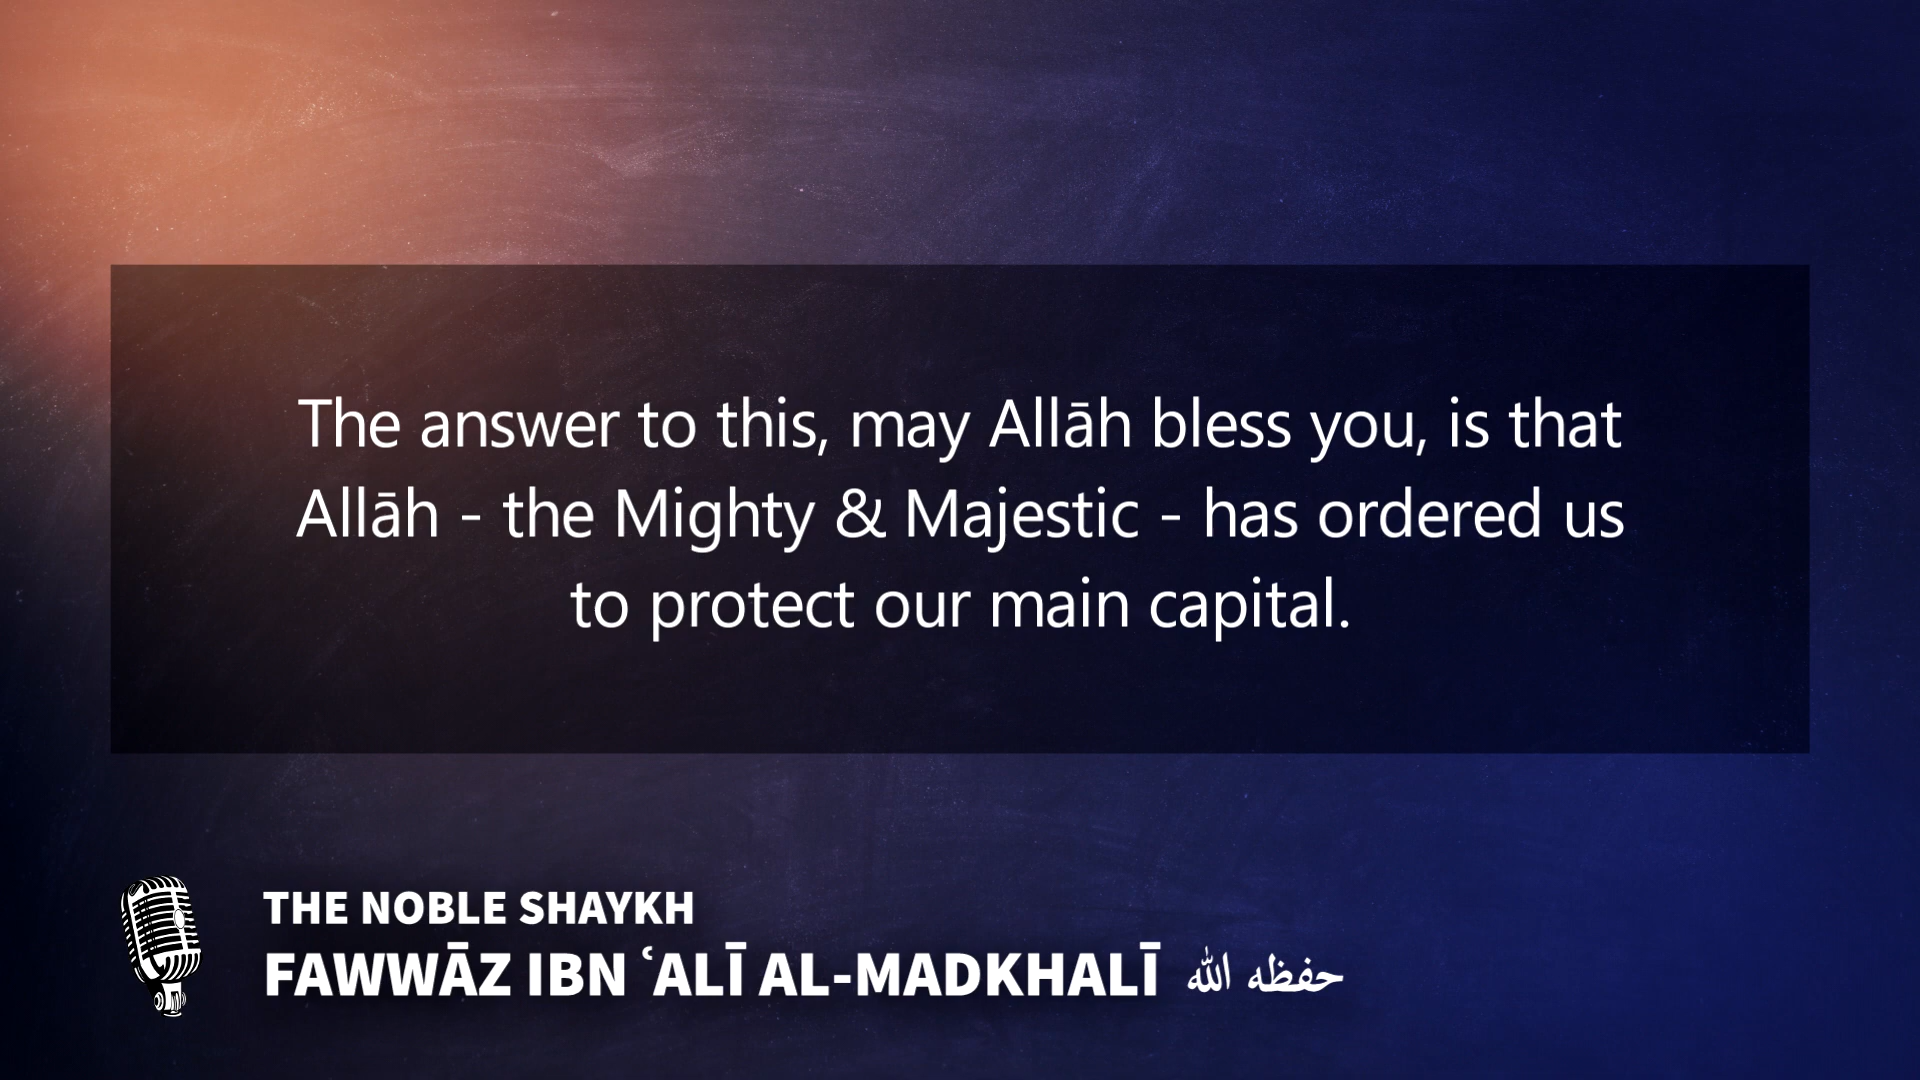 The answer to this, may Allāh bless you, is that
Allāh - the Mighty & Majestic - has ordered us
to protect our main capital.
THE NOBLE SHAYKH
FAWWĀZ IBN ʿALĪ AL-MADKHALĪ حفظه الله